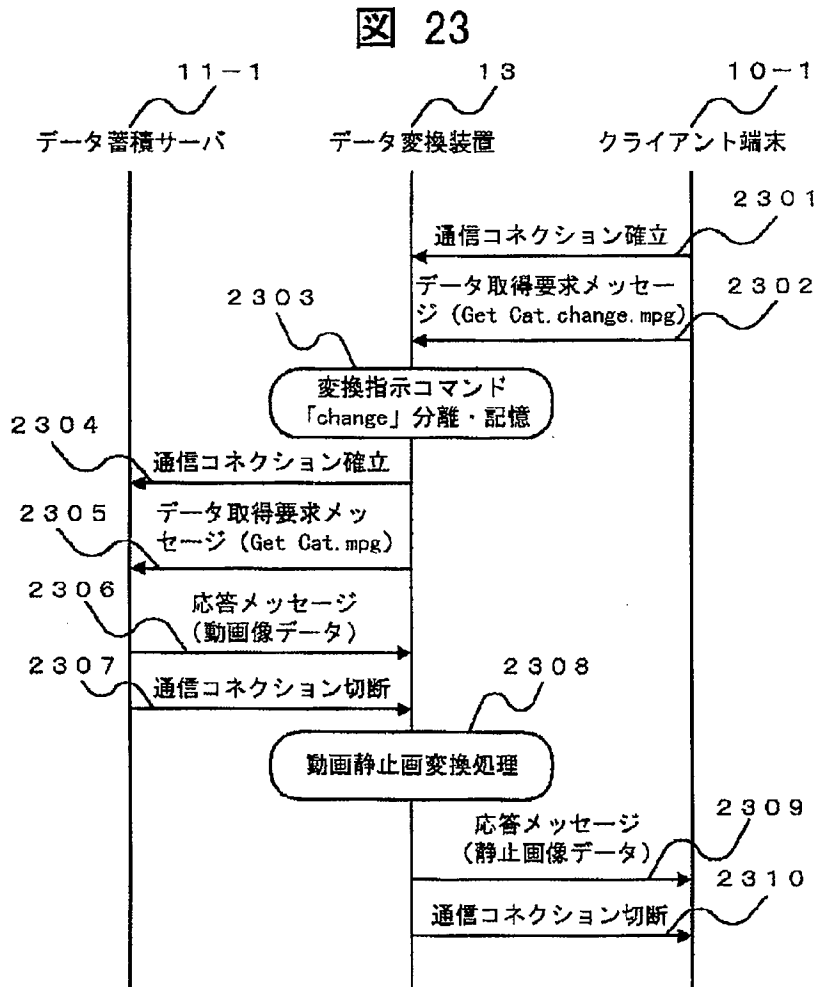 図 23
11-1
13
10-1
データ蓄積サーバ
データ変換装置
クライアント端末
2301
通信コネクション確立
2302
データ取得要求メッセー
ジ (Get Cat.change.mpg)
2303
変換指示コマンド
「change」分離・記憶
2304
通信コネクション確立
2305
データ取得要求メッ
セージ (Get Cat.mpg)
2306
応答メッセージ
(動画像データ)
2307
通信コネクション切断
2308
動画静止画変換処理
2309
応答メッセージ
(静止画像データ)
2310
通信コネクション切断